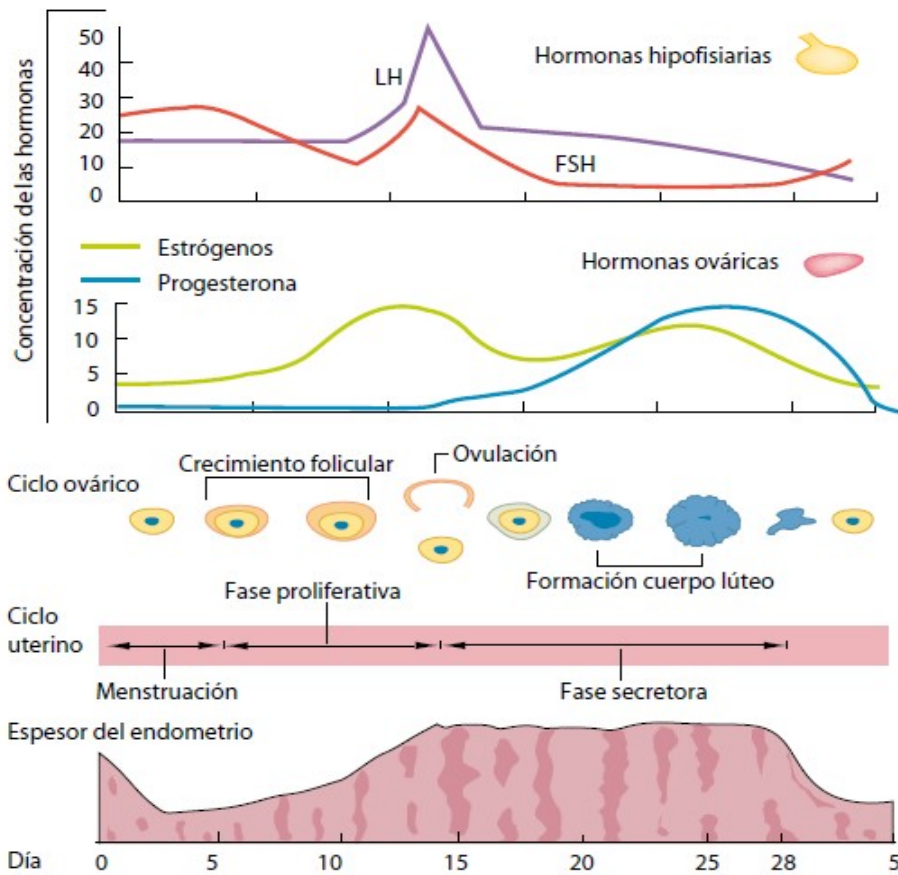 Concentración de las hormonas
50
40
30
20
10
0
LH
FSH
Hormonas hipofisiarias
Estrógenos
Progesterona
Hormonas ováricas
15
10
5
0
Ciclo ovárico
Crecimiento folicular
Ovulación
Formación cuerpo lúteo
Ciclo
uterino
Fase proliferativa
Menstruación
Fase secretora
Espesor del endometrio
Día 0 5 10 15 20 25 28 5